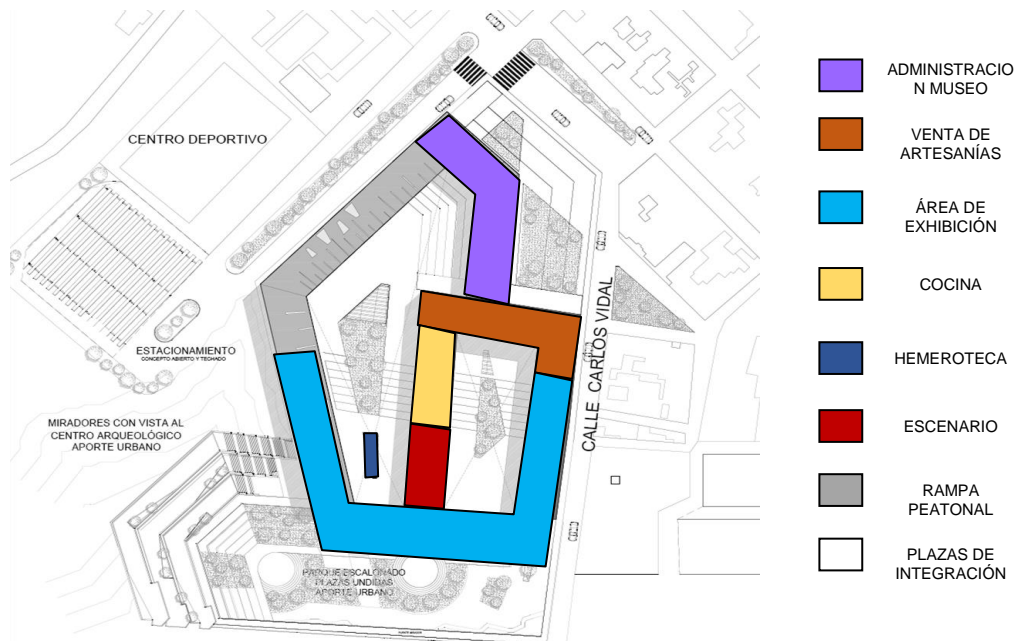 CENTRO DEPORTIVO
ESTACIONAMIENTO
CONCEPTO ABIERTO Y TECHADO
MIRADORES CON VISTA AL
CENTRO ARQUEOLÓGICO
APORTE URBANO
CALLE CARLOS VIDAL
PARQUE ESCALONADO
PLAZAS UNDIDAS
APORTE URBANO
ADMINISTRACIO
N MUSEO
VENTA DE
ARTESANÍAS
ÁREA DE
EXHIBICIÓN
COCINA
HEMEROTECA
ESCENARIO
RAMPA
PEATONAL
PLAZAS DE
INTEGRACIÓN